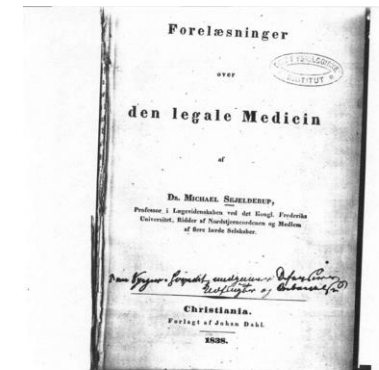 Forelæsninger
over
den legale Medicin
af
Dr. Michael Skjelderup,
Professor i Lægevidenskaben ved det Kongl. Frederiks
Universitet, Ridder af Nordstjerneordenen og Medlem
af flere lærde Selskaber.
og
Christiania.
Forlagt af Johan Dahl.
1838.